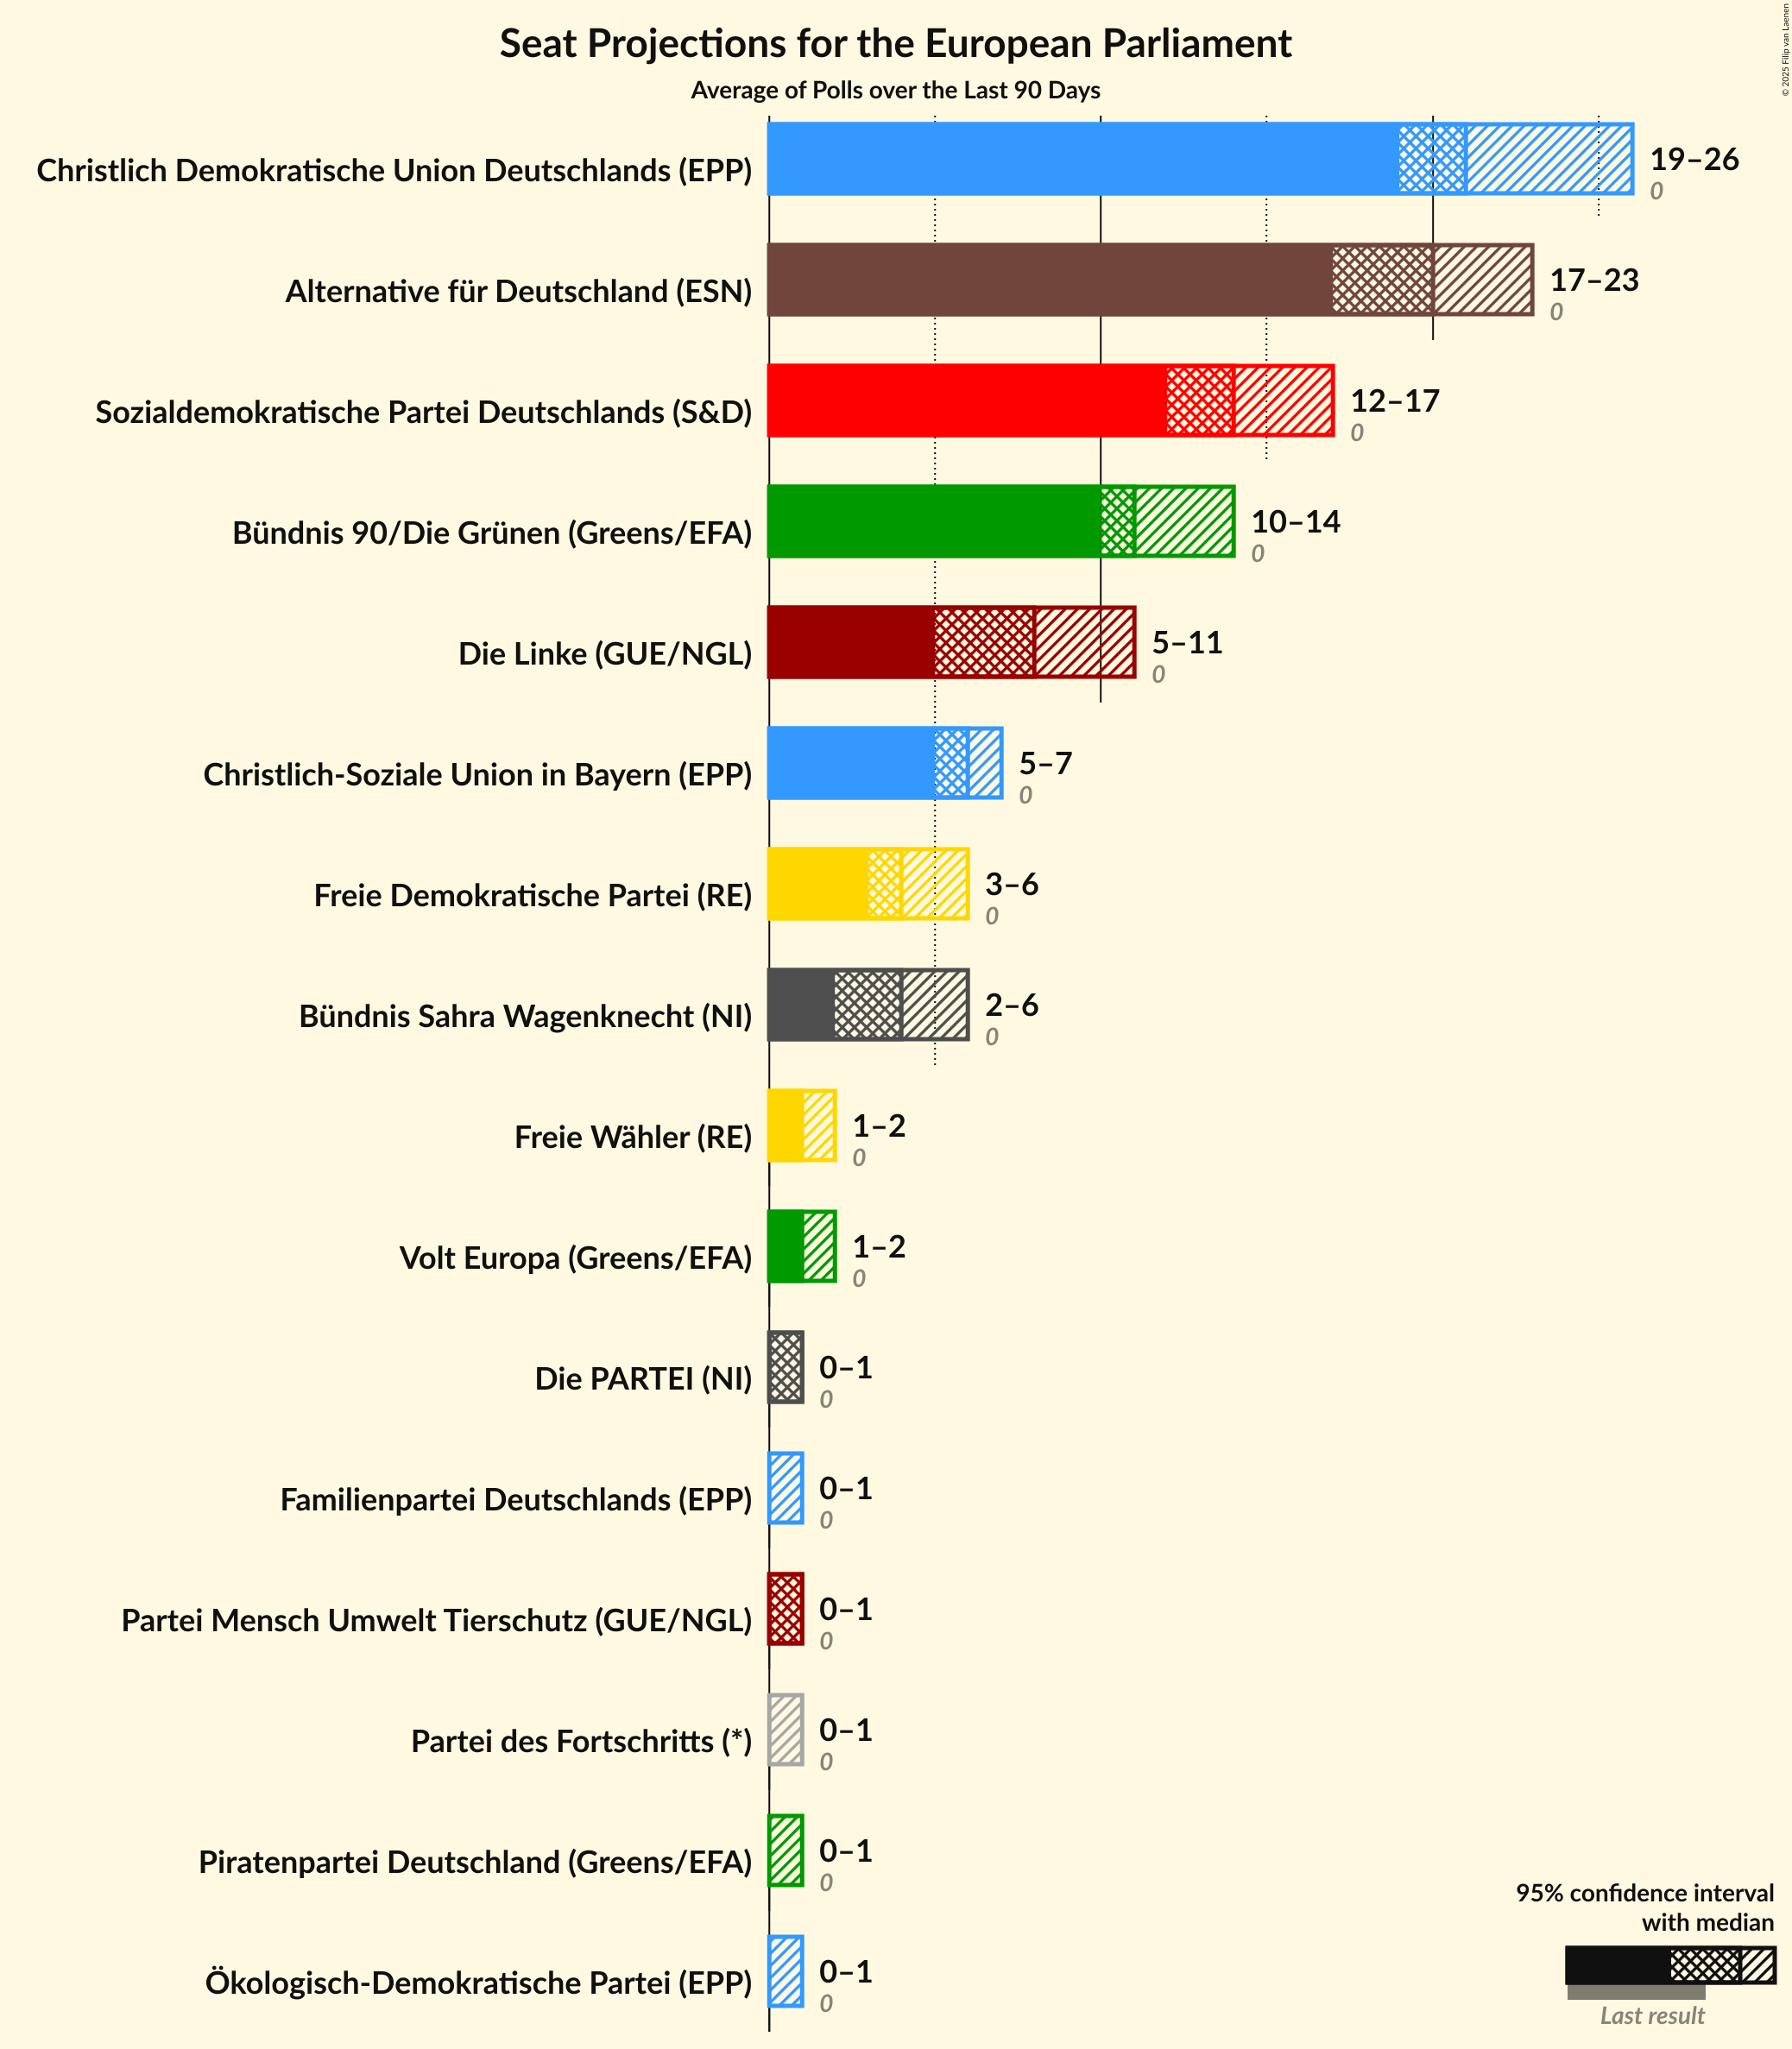 © 2025 Filip van Laenen
Seat Projections for the European Parliament
Average of Polls over the Last 90 Days
Christlich Demokratische Union Deutschlands (EPP)
19–26
0
Alternative für Deutschland (ESN)
17–23
0
Sozialdemokratische Partei Deutschlands (S&D)
12–17
0
Bündnis 90/Die Grünen (Greens/EFA)
10–14
0
Die Linke (GUE/NGL)
5–11
0
Christlich-Soziale Union in Bayern (EPP)
5–7
0
Freie Demokratische Partei (RE)
3–6
0
Bündnis Sahra Wagenknecht (NI)
2–6
0
Freie Wähler (RE)
1–2
0
Volt Europa (Greens/EFA)
1–2
0
Die PARTEI (NI)
0–1
0
Familienpartei Deutschlands (EPP)
0–1
0
Partei Mensch Umwelt Tierschutz (GUE/NGL)
0–1
0
Partei des Fortschritts (*)
0–1
0
Piratenpartei Deutschland (Greens/EFA)
0–1
0
Ökologisch-Demokratische Partei (EPP)
0–1
0
95% confidence interval
with median
Last result